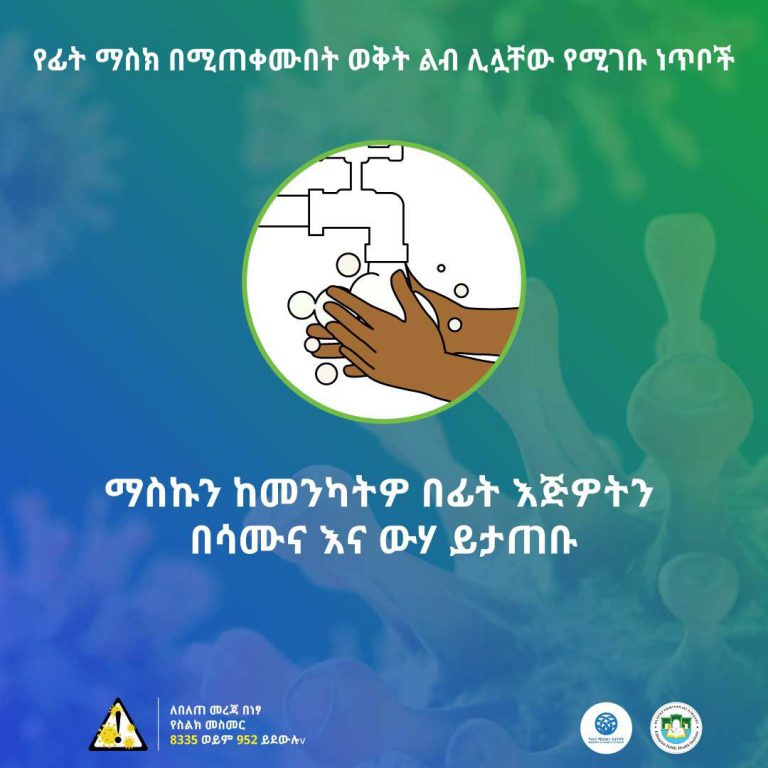 የፊት ማስክ በሚጠቀሙበት ወቅት ልብ ሊሏቸው የሚገቡ ነጥቦች
ማስኩን ከመንካትዎ በፊት እጅዎትን
በሳሙና እና ውሃ ይታጠቡ
ለበለጠ መረጃ በነፃ
የስልክ መስመር
8335 ወይም 952 ይደውሉv